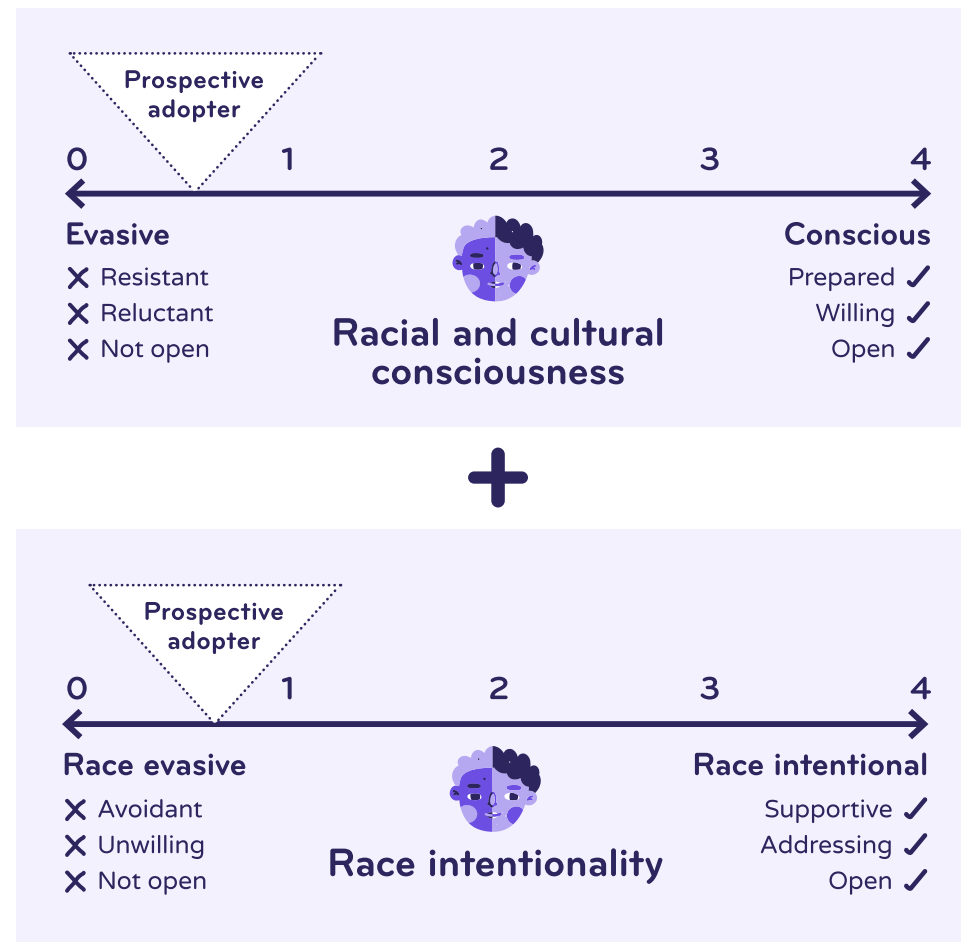 Prospective
adopter
0 1 2 3 4
Evasive
Resistant
Reluctant
Not open
Racial and cultural
consciousness
Conscious
Prepared
Willing
Open
Prospective
adopter
0 1 2 3 4
Race evasive
Avoidant
Unwilling
Not open
Race intentionality
Race intentional
Supportive
Addressing
Open